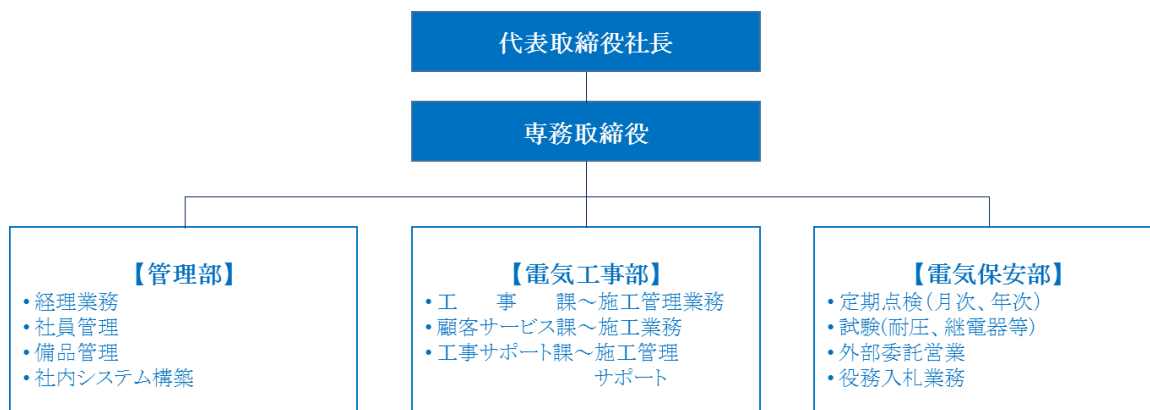 代表取締役社長
専務取締役
【管理部】
・経理業務
・社員管理
・備品管理
・社内システム構築
【電気工事部】
・工　事　課～施工管理業務
・顧客サービス課～施工業務
・工事サポート課～施工管理
サポート
【電気保安部】
・定期点検(月次、年次)
・試験(耐圧、継電器等)
・外部委託営業
・役務入札業務